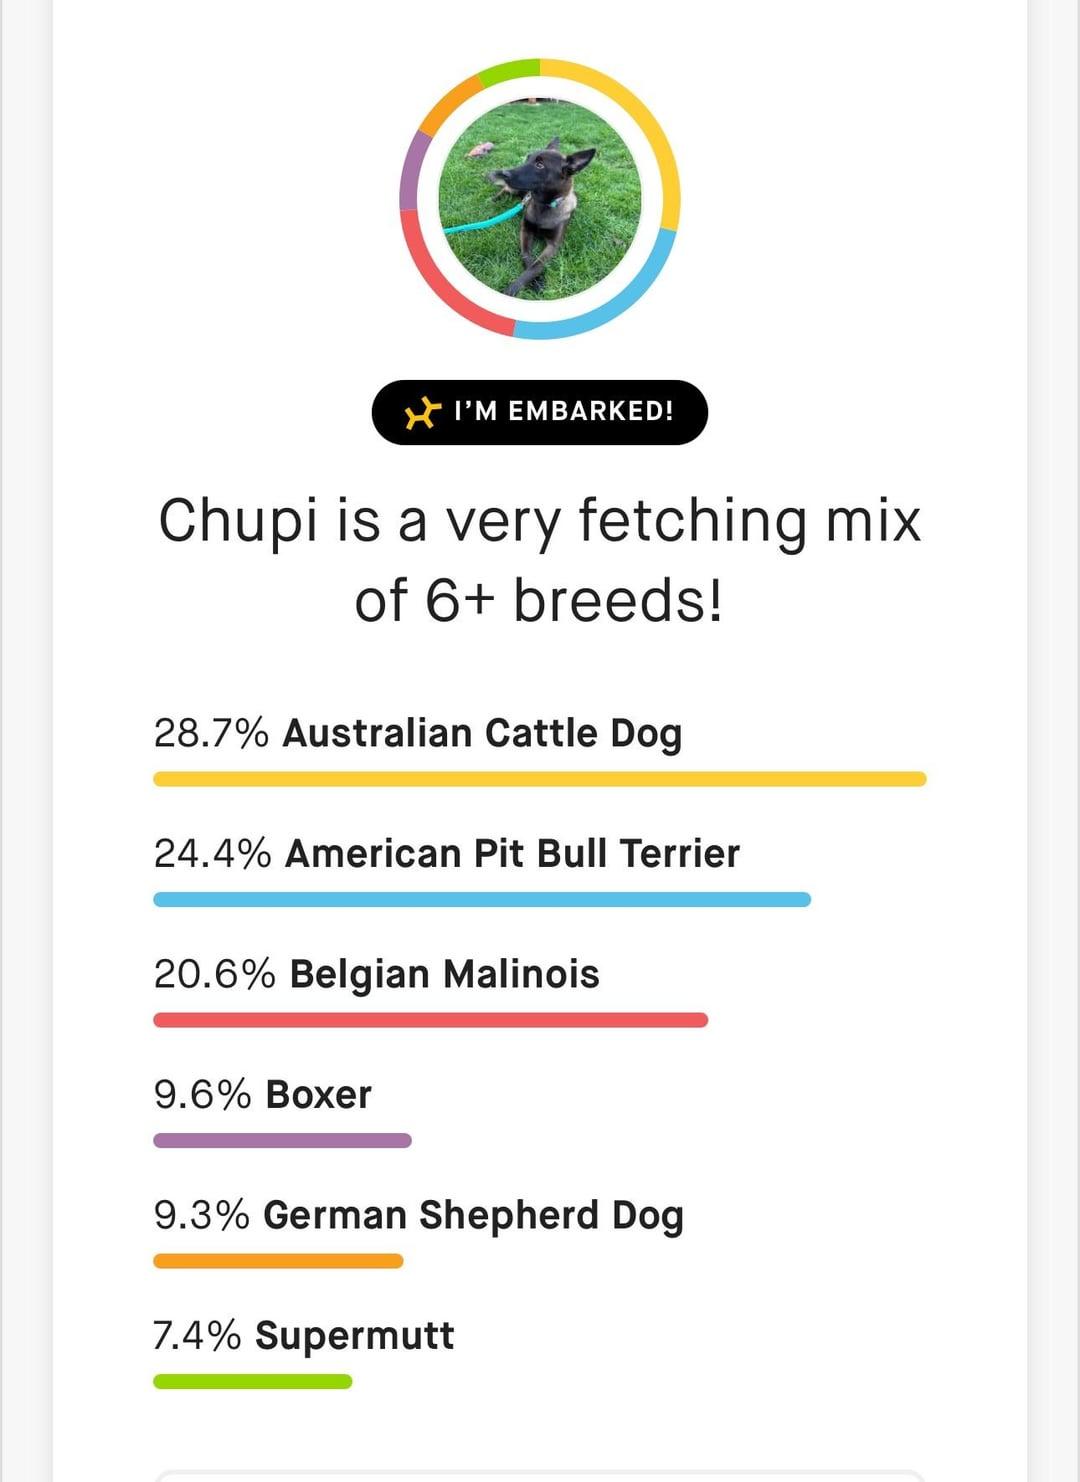 I’M EMBARKED!
Chupi is a very fetching mix
of 6+ breeds!
28.7% Australian Cattle Dog
24.4% American Pit Bull Terrier
20.6% Belgian Malinois
9.6% Boxer
9.3% German Shepherd Dog
7.4% Supermutt